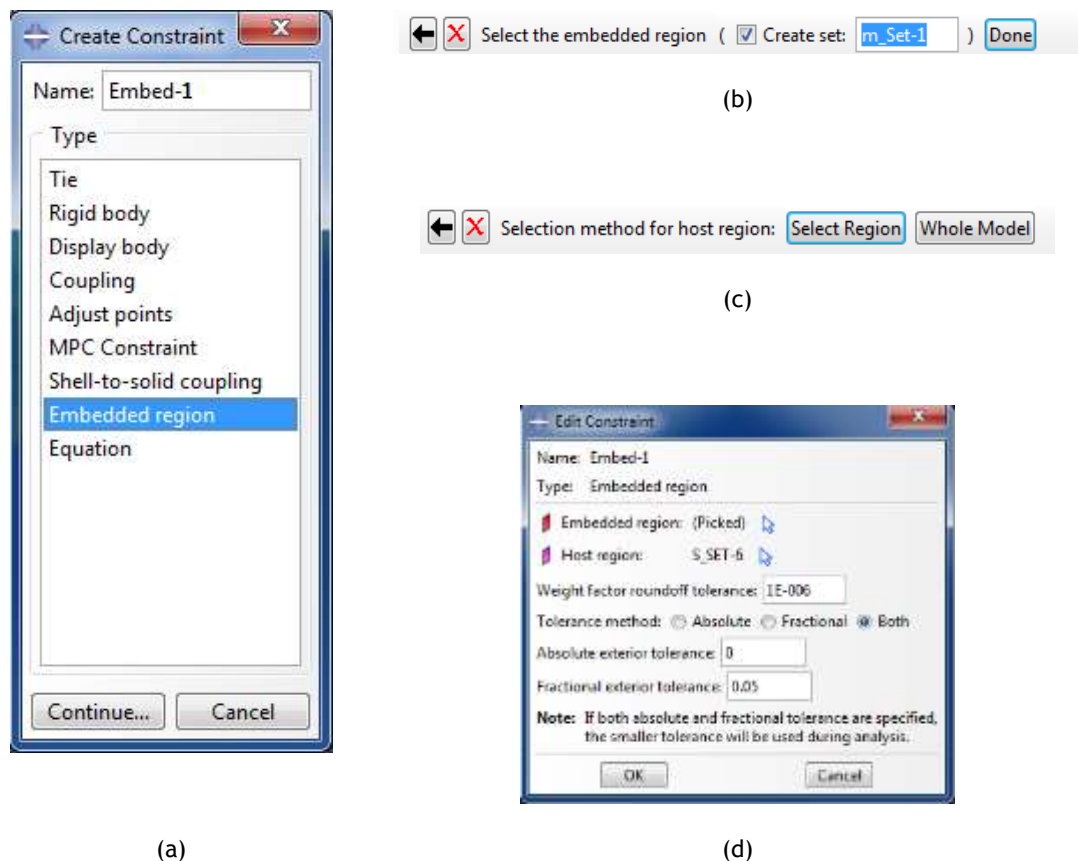 Create Constraint
Name: Embed-1
Type
Tie
Rigid body
Display body
Coupling
Adjust points
MPC Constraint
Shell-to-solid coupling
Embedded region
Equation
Continue... Cancel
(a)
Select the embedded region ( Create set: m_Set-1 ) Done
(b)
Selection method for host region: Select Region Whole Model
(c)
Edit Constraint
Name: Embed-1
Type: Embedded region
Embedded region: (Picked)
Host region: S_SET-6
Weight factor roundoff tolerance: 1E-006
Tolerance method: Absolute Fractional Both
Absolute exterior tolerance: 0
Fractional exterior tolerance: 0.05
Note: If both absolute and fractional tolerance are specified,
the smaller tolerance will be used during analysis.
OK Cancel
(d)